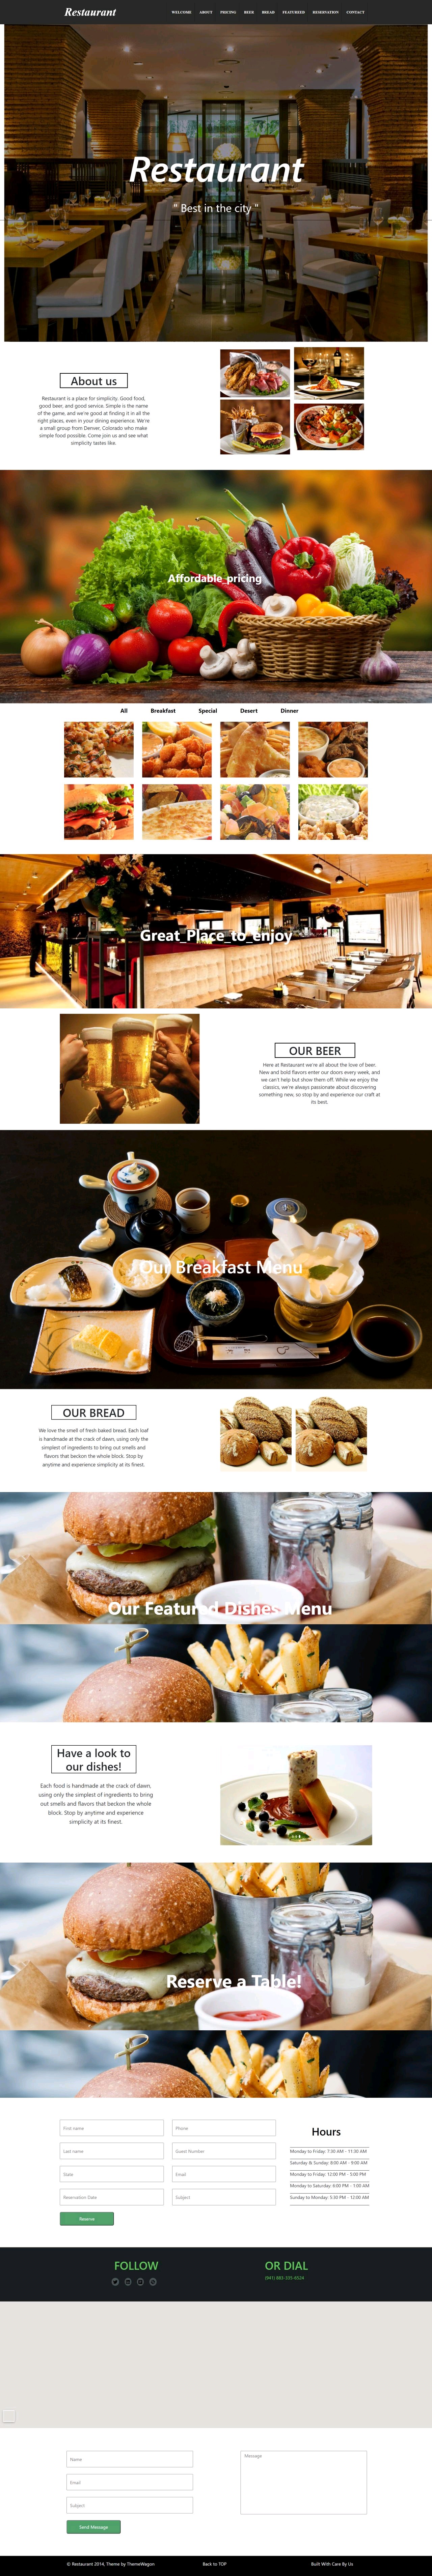 Restaurant
WELCOME ABOUT PRICING BEER BREAD FEATUREED RESERVATION CONTACT
Restaurant
" Best in the city "
About us
Restaurant is a place for simplicity. Good food,
good beer, and good service. Simple is the name
of the game, and we're good at finding it in all the
right places, even in your dining experience. We're
a small group from Denver, Colorado who make
simple food possible. Come join us and see what
simplicity tastes like.
Affordable pricing
All Breakfast Special Desert Dinner
Great Place to enjoy
OUR BEER
Here at Restaurant we're all about the love of beer.
New and bold flavors enter our doors every week, and
we can't help but show them off. While we enjoy the
classics, we're always passionate about discovering
something new, so stop by and experience our craft at
its best.
Our Breakfast Menu
OUR BREAD
We love the smell of fresh baked bread. Each loaf
is handmade at the crack of dawn, using only the
simplest of ingredients to bring out smells and
flavors that beckon the whole block. Stop by
anytime and experience simplicity at its finest.
Our Featured Dishes Menu
Have a look to
our dishes!
Each food is handmade at the crack of dawn,
using only the simplest of ingredients to bring
out smells and flavors that beckon the whole
block. Stop by anytime and experience
simplicity at its finest.
Reserve a Table!
First name
Phone
Last name
Guest Number
State
Email
Reservation Date
Subject
Reserve
Hours
Monday to Friday: 7:30 AM - 11:30 AM
Saturday & Sunday: 8:00 AM - 9:00 AM
Monday to Friday: 12:00 PM - 5:00 PM
Monday to Saturday: 6:00 PM - 1:00 AM
Sunday to Monday: 5:30 PM - 12:00 AM
FOLLOW
OR DIAL
(941) 883-335-6524
Name
Email
Subject
Message
Send Message
© Restaurant 2014, Theme by ThemeWagon
Back to TOP
Built With Care By Us